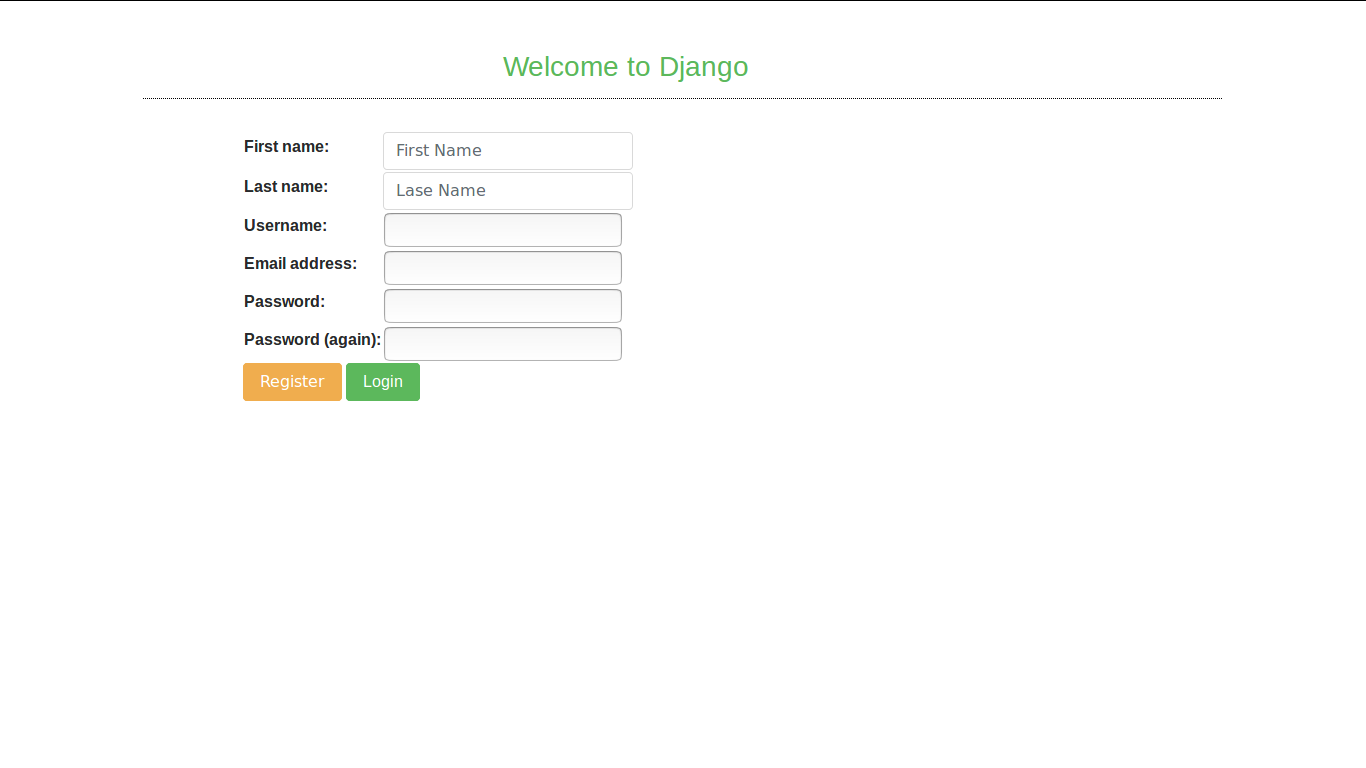 Welcome to Django
First name: First Name
Last name: Lase Name
Username:
Email address:
Password:
Password (again):
Register Login